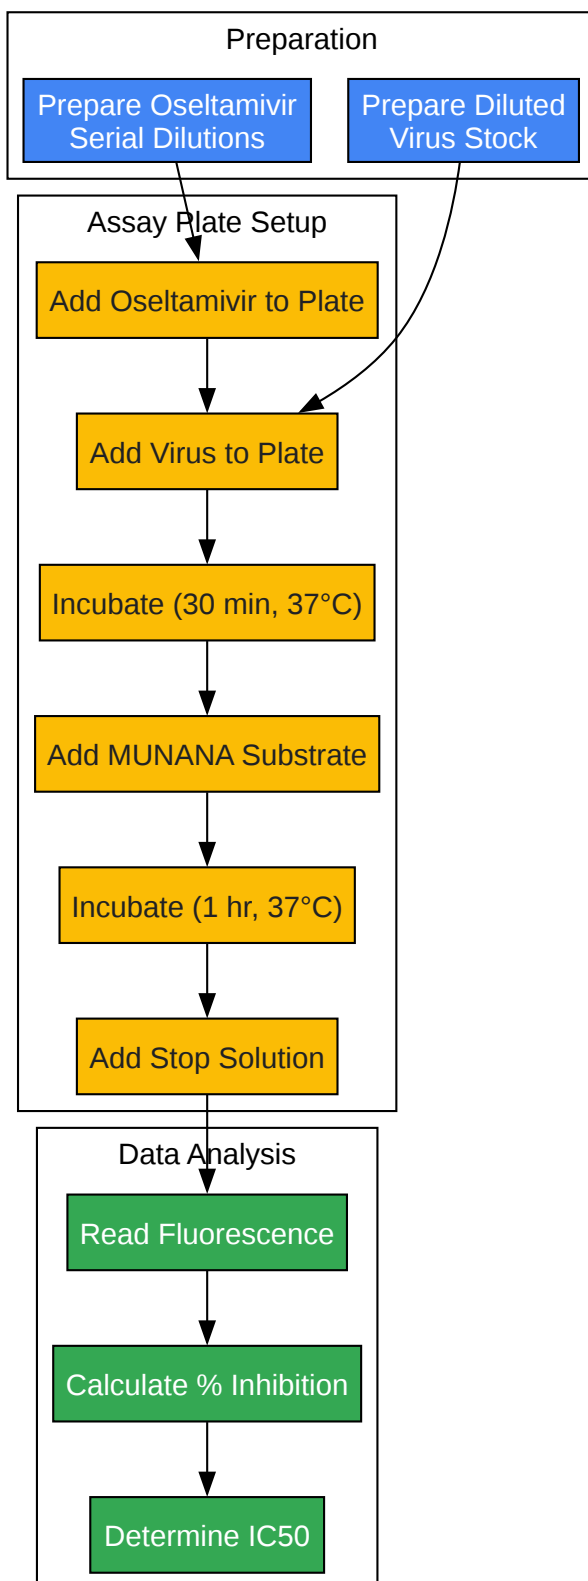 Preparation
Prepare Oseltamivir
Serial Dilutions
Prepare Diluted
Virus Stock
Assay Plate Setup
Add Oseltamivir to Plate
Add Virus to Plate
Incubate (30 min, 37°C)
Add MUNANA Substrate
Incubate (1 hr, 37°C)
Add Stop Solution
Data Analysis
Read Fluorescence
Calculate % Inhibition
Determine IC50